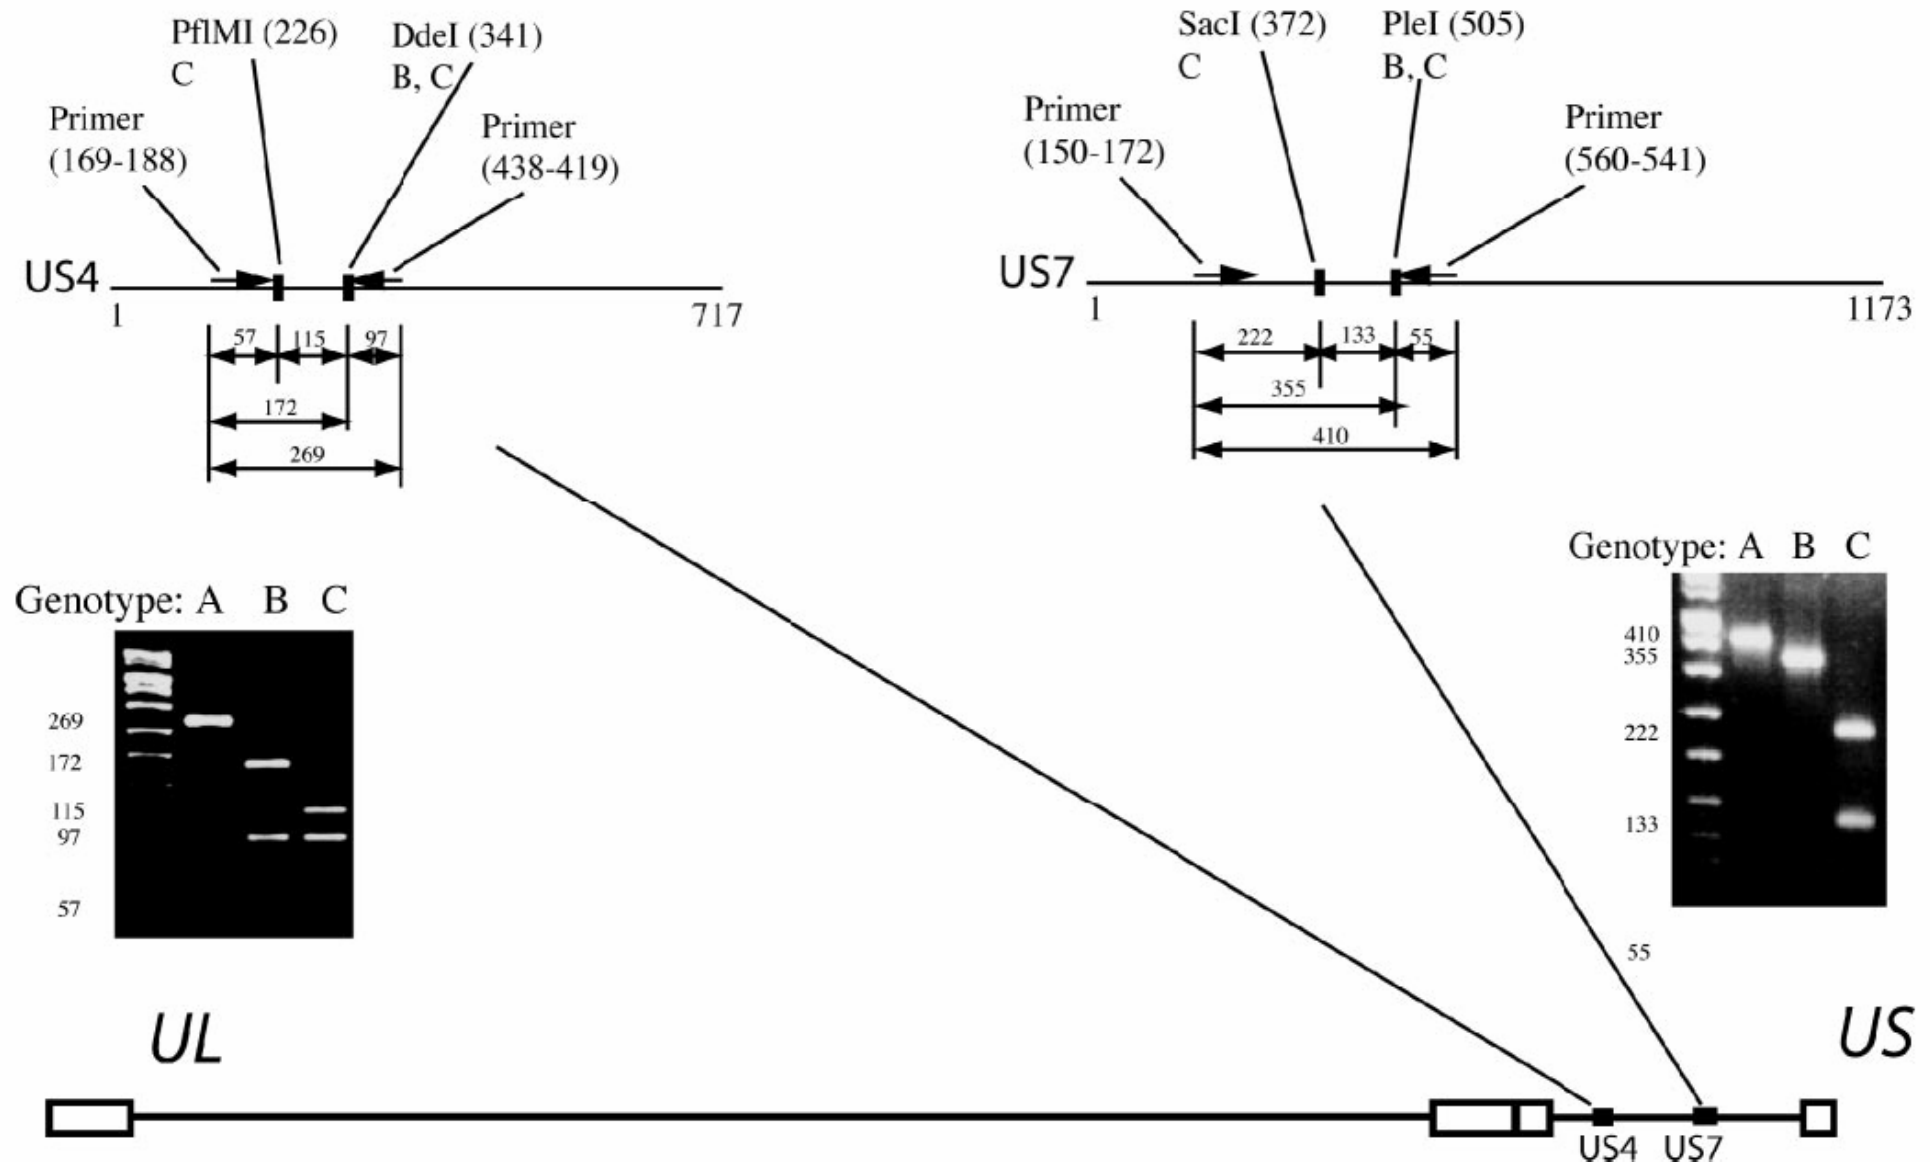 PflMI (226)
C
DdeI (341)
B, C
Primer
(169-188)
Primer
(438-419)
US4
1
717
57
115
97
172
269
SacI (372)
C
PleI (505)
B, C
Primer
(150-172)
Primer
(560-541)
US7
1
1173
222
133
55
355
410
Genotype: A B C
269
172
115
97
57
Genotype: A B C
410
355
222
133
55
UL
US
US4
US7